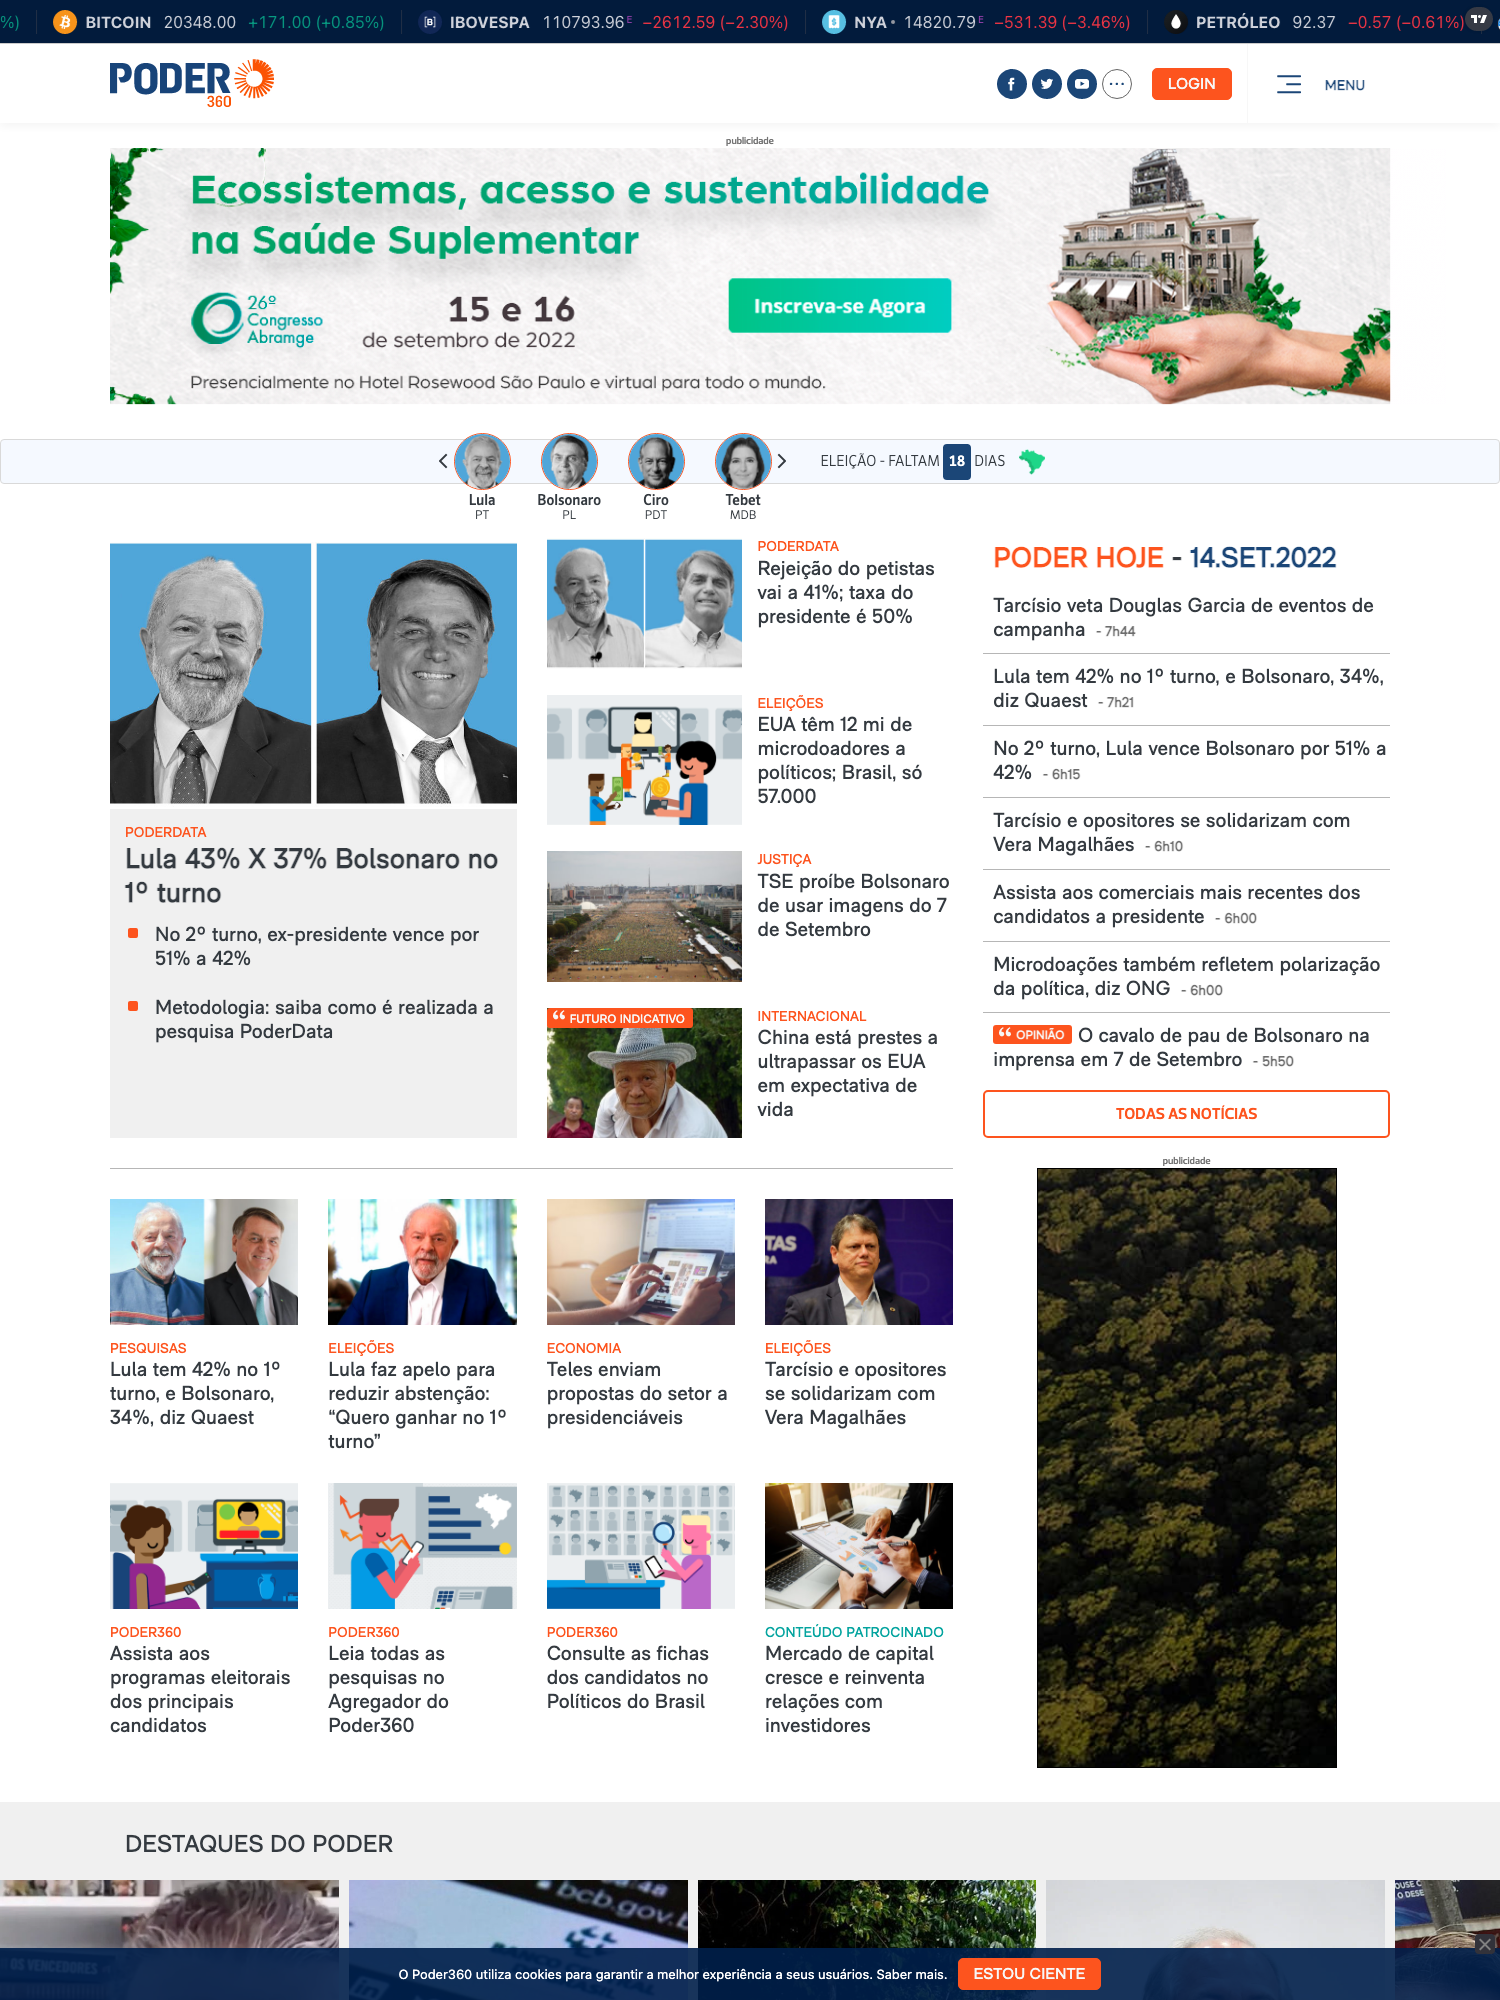 %)
BITCOIN 20348.00 +171.00 (+0.85%)
IBOVESPA 110793.96 E −2612.59 (−2.30%)
NYA 14820.79 E −531.39 (−3.46%)
PETRÓLEO 92.37 −0.57 (−0.61%)
PODER
360
LOGIN
MENU
publicidade
Ecossistemas, acesso e sustentabilidade
na Saúde Suplementar
26º
Congresso
Abramge
15 e 16
de setembro de 2022
Inscreva-se Agora
Presencialmente no Hotel Rosewood São Paulo e virtual para todo o mundo.
Lula
PT
Bolsonaro
PL
Ciro
PDT
Tebet
MDB
ELEIÇÃO - FALTAM 18 DIAS
PODERDATA
Lula 43% X 37% Bolsonaro no
1º turno
No 2º turno, ex-presidente vence por
51% a 42%
Metodologia: saiba como é realizada a
pesquisa PoderData
PODERDATA
Rejeição do petistas
vai a 41%; taxa do
presidente é 50%
ELEIÇÕES
EUA têm 12 mi de
microdoadores a
políticos; Brasil, só
57.000
JUSTIÇA
TSE proíbe Bolsonaro
de usar imagens do 7
de Setembro
“ FUTURO INDICATIVO
INTERNACIONAL
China está prestes a
ultrapassar os EUA
em expectativa de
vida
PODER HOJE - 14.SET.2022
Tarcísio veta Douglas Garcia de eventos de
campanha - 7h44
Lula tem 42% no 1º turno, e Bolsonaro, 34%,
diz Quaest - 7h21
No 2º turno, Lula vence Bolsonaro por 51% a
42% - 6h15
Tarcísio e opositores se solidarizam com
Vera Magalhães - 6h10
Assista aos comerciais mais recentes dos
candidatos a presidente - 6h00
Microdoações também refletem polarização
da política, diz ONG - 6h00
“ OPINIÃO O cavalo de pau de Bolsonaro na
imprensa em 7 de Setembro - 5h50
TODAS AS NOTÍCIAS
publicidade
PESQUISAS
Lula tem 42% no 1º
turno, e Bolsonaro,
34%, diz Quaest
ELEIÇÕES
Lula faz apelo para
reduzir abstenção:
“Quero ganhar no 1º
turno”
ECONOMIA
Teles enviam
propostas do setor a
presidenciáveis
TAS
RA
ELEIÇÕES
Tarcísio e opositores
se solidarizam com
Vera Magalhães
PODER360
Assista aos
programas eleitorais
dos principais
candidatos
PODER360
Leia todas as
pesquisas no
Agregador do
Poder360
PODER360
Consulte as fichas
dos candidatos no
Políticos do Brasil
CONTEÚDO PATROCINADO
Mercado de capital
cresce e reinventa
relações com
investidores
DESTAQUES DO PODER
bcb.gov.b
OS VENCEDORES
O Poder360 utiliza cookies para garantir a melhor experiência a seus usuários. Saber mais.
ESTOU CIENTE